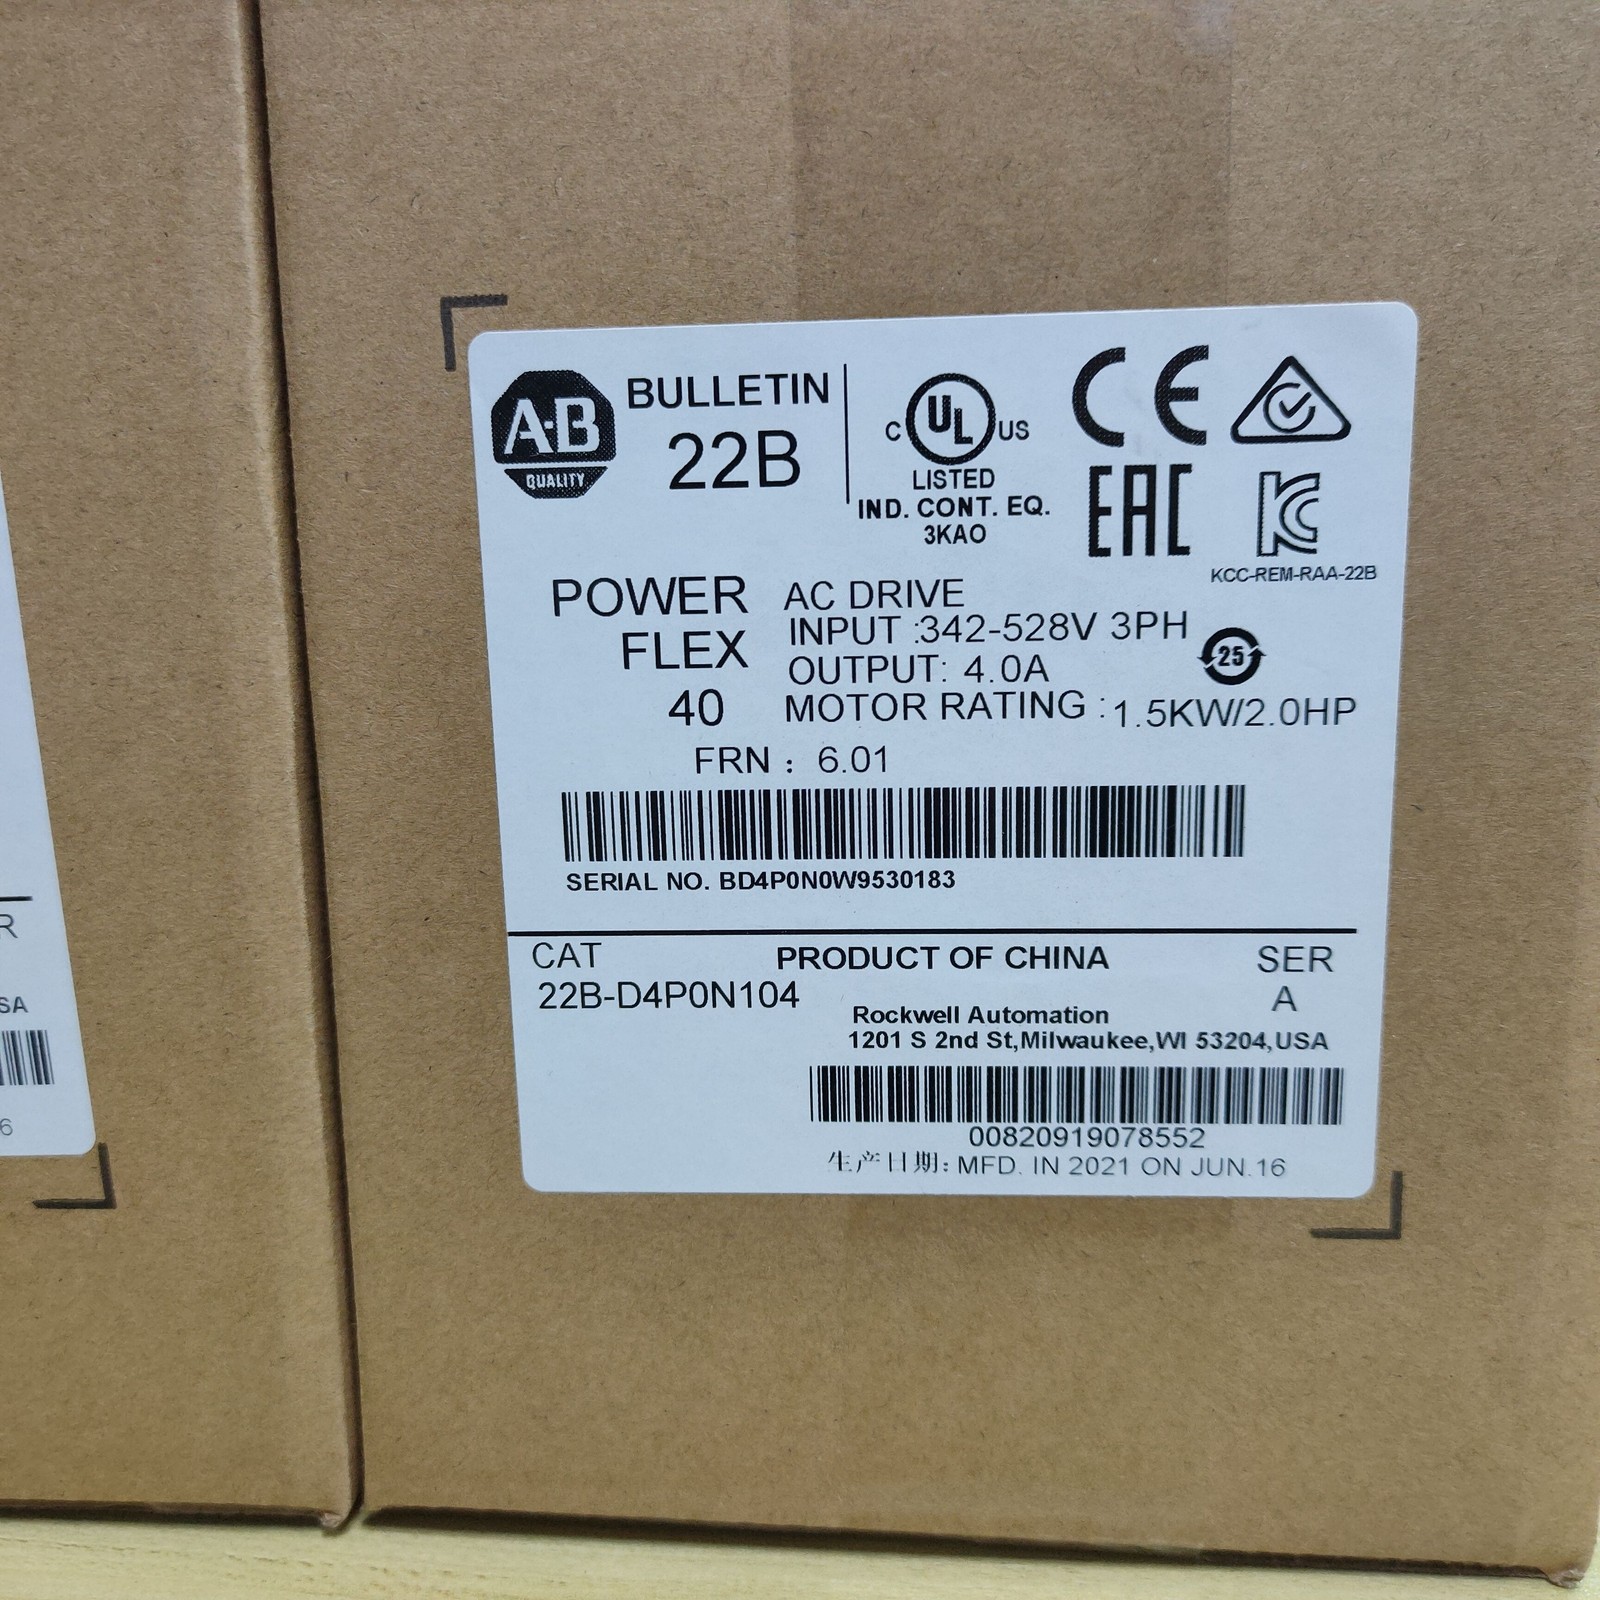 A-B
QUALITY
BULLETIN
22B
C UL US
LISTED
IND. CONT. EQ.
3KAO
CE
EAC
KCC-REM-RAA-22B
POWER
FLEX
40
AC DRIVE
INPUT :342-528V 3PH
OUTPUT: 4.0A
25
MOTOR RATING :1.5KW/2.0HP
FRN : 6.01
SERIAL NO. BD4P0N0W9530183
CAT
PRODUCT OF CHINA
SER
22B-D4P0N104
A
Rockwell Automation
1201 S 2nd St,Milwaukee,WI 53204,USA
00820919078552
生产日期: MFD. IN 2021 ON JUN.16
R
SA
6